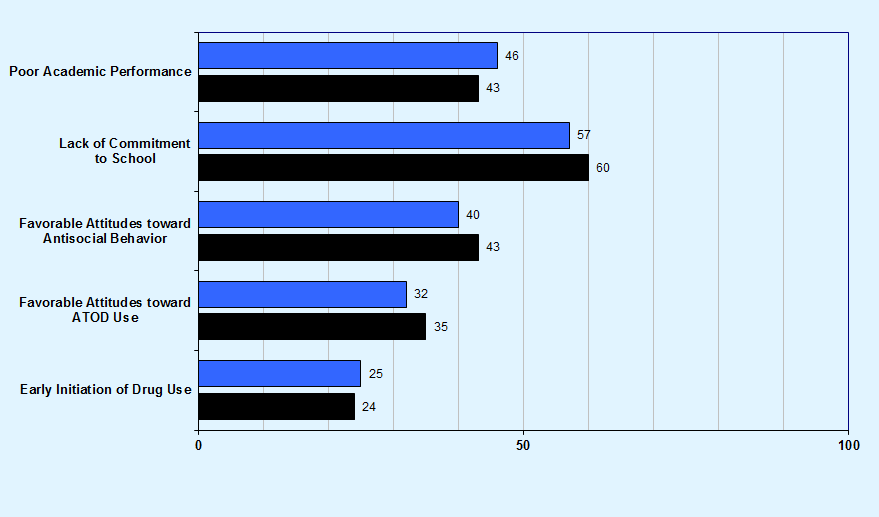 Poor Academic Performance
46
43
Lack of Commitment
to School
57
60
Favorable Attitudes toward
Antisocial Behavior
40
43
Favorable Attitudes toward
ATOD Use
32
35
Early Initiation of Drug Use
25
24
0 50 100